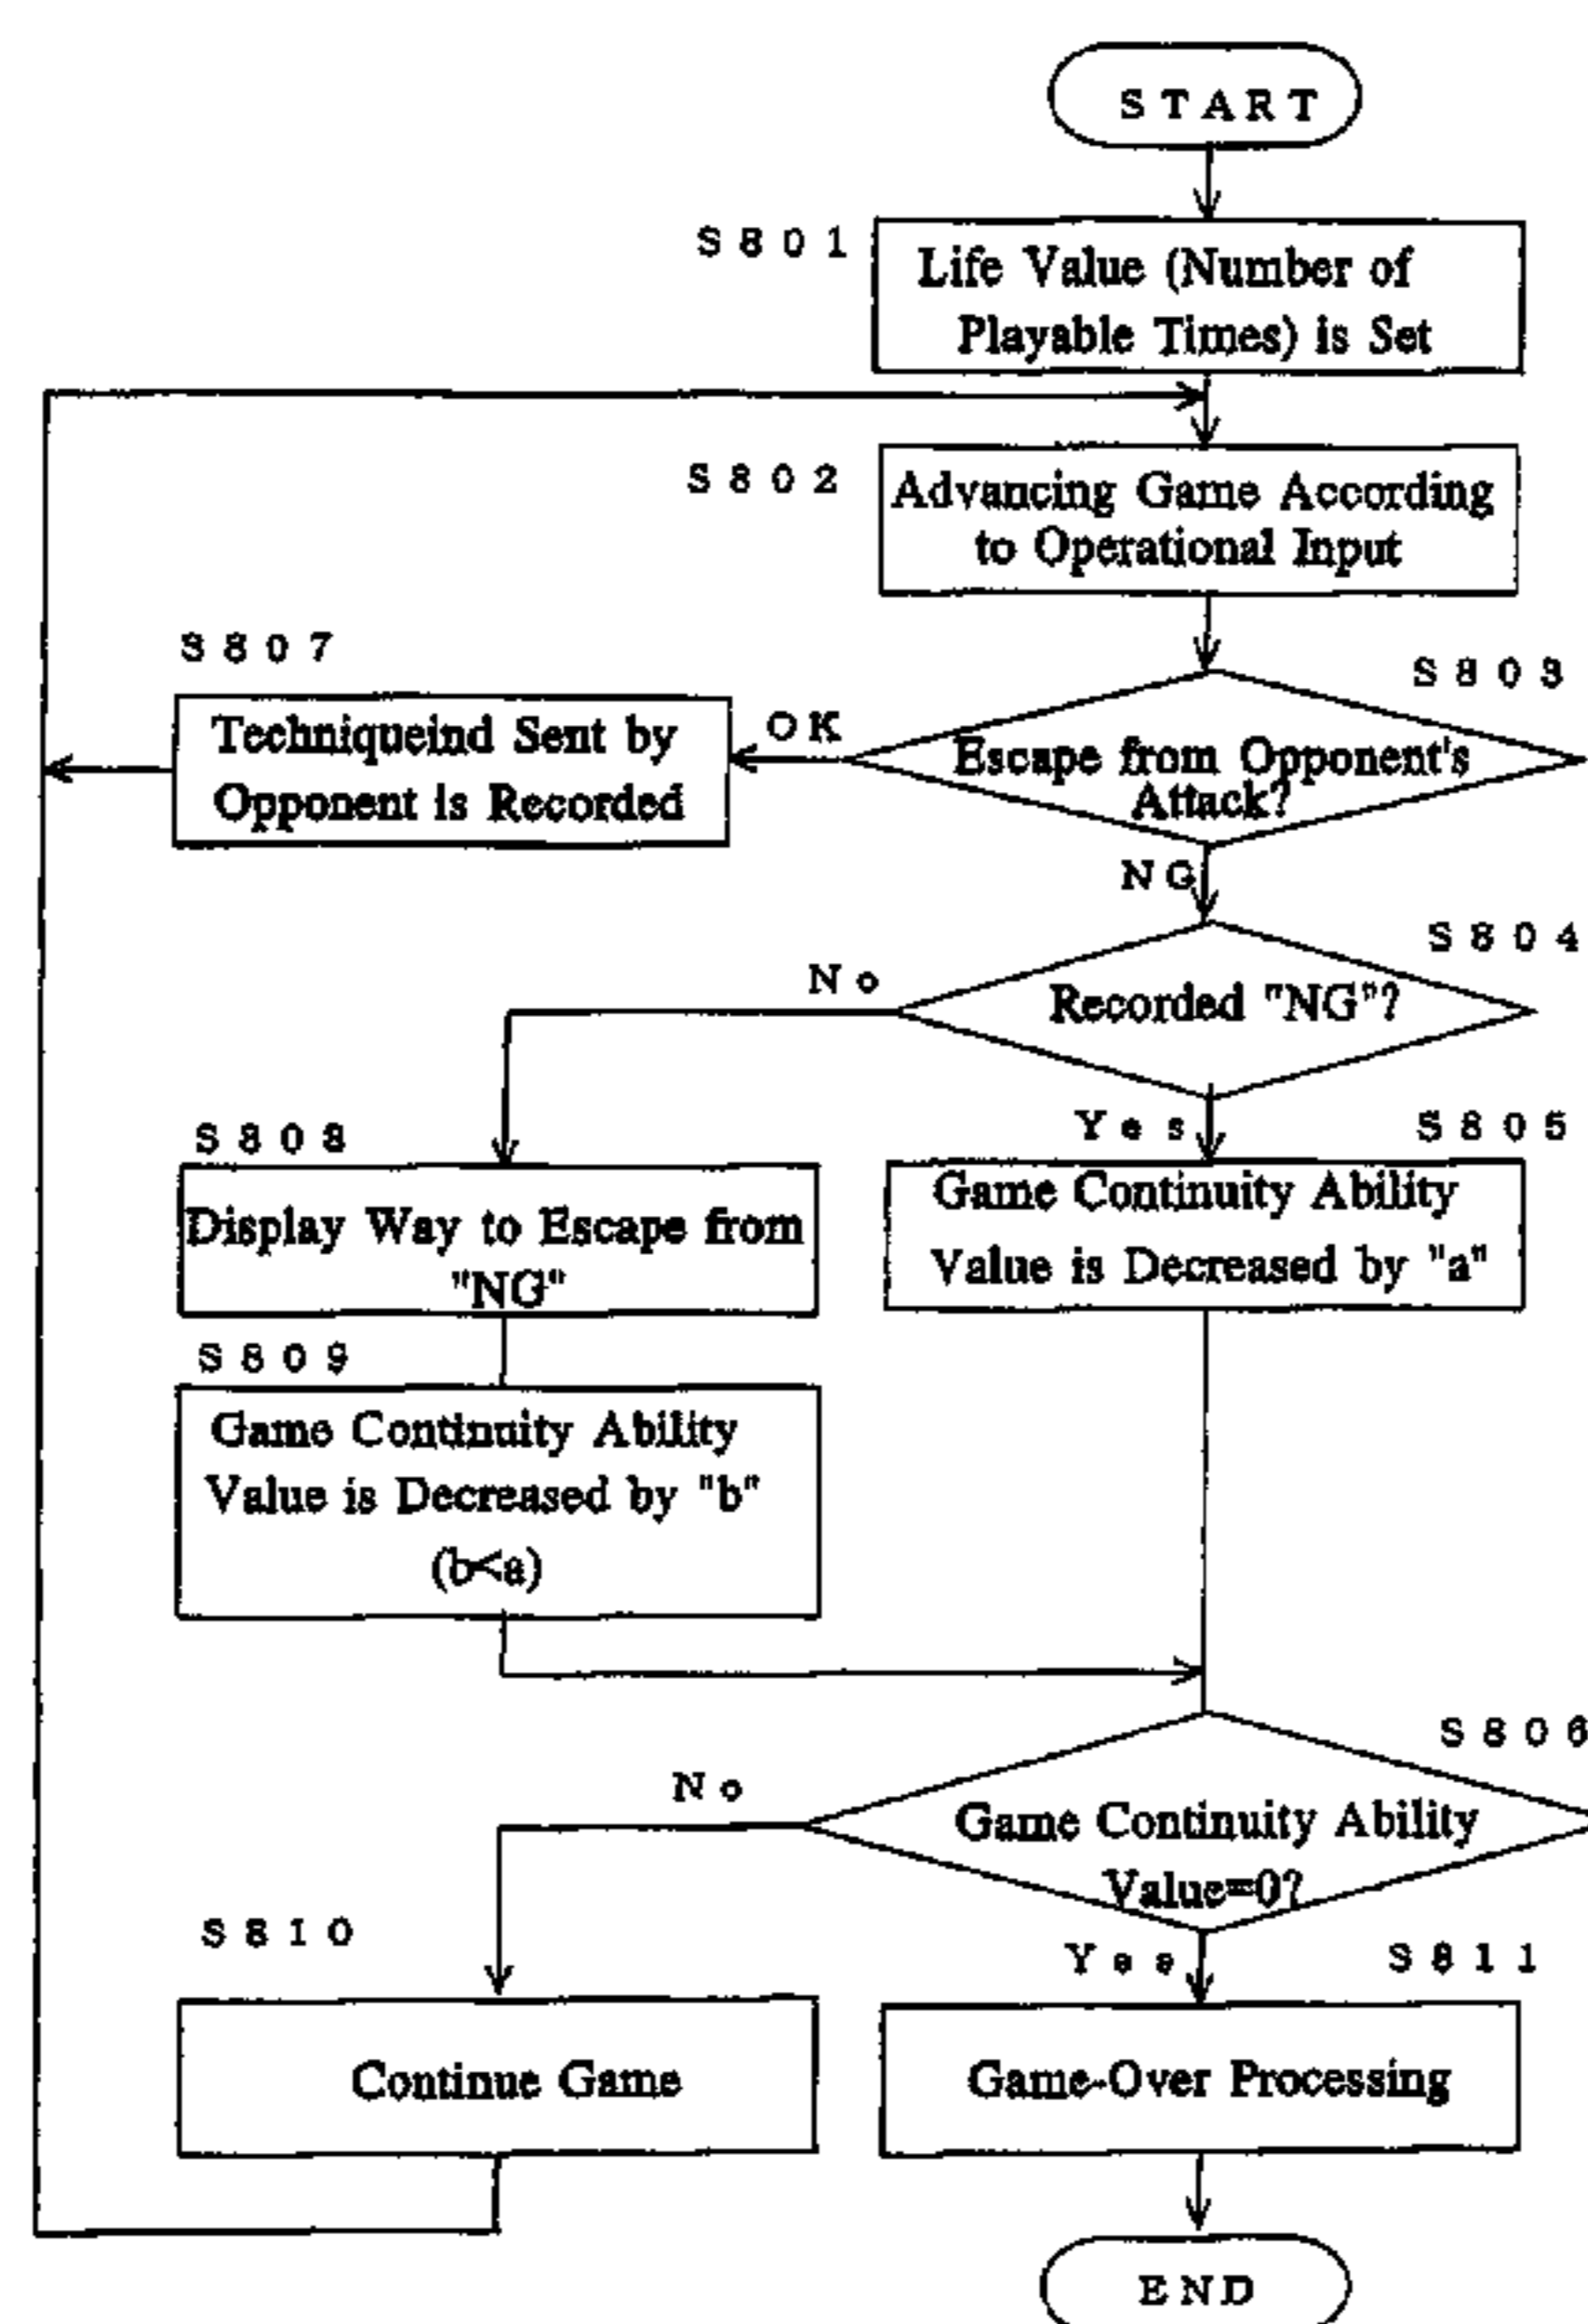 START
S801
Life Value (Number of
Playable Times) is Set
S802
Advancing Game According
to Operational Input
S807
Techniqueind Sent by
Opponent is Recorded
OK
S803
Escape from Opponent's
Attack?
NG
S804
No
Recorded "NG"?
Yes
S805
Game Continuity Ability
Value is Decreased by "a"
S808
Display Way to Escape from
"NG"
S809
Game Continuity Ability
Value is Decreased by "b"
(b<a)
S806
No
Game Continuity Ability
Value=0?
Yes
S810
Continue Game
S811
Game-Over Processing
END